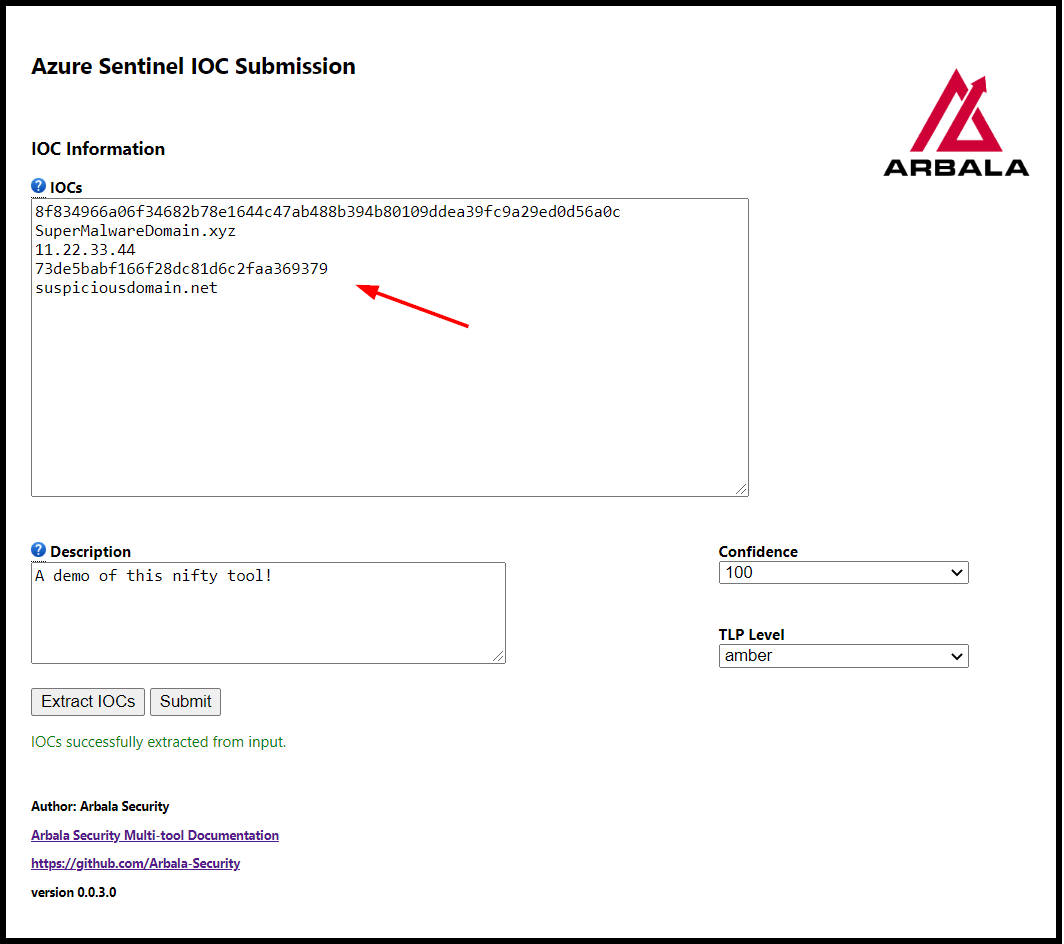 Azure Sentinel IOC Submission
ARBALA
IOC Information
? IOCs
8f834966a06f34682b78e1644c47ab488b394b80109ddea39fc9a29ed0d56a0c
SuperMalwareDomain.xyz
11.22.33.44
73de5babf166f28dc81d6c2faa369379
suspiciousdomain.net
? Description
A demo of this nifty tool!
Confidence
100
TLP Level
amber
Extract IOCs Submit
IOCs successfully extracted from input.
Author: Arbala Security
Arbala Security Multi-tool Documentation
https://github.com/Arbala-Security
version 0.0.3.0